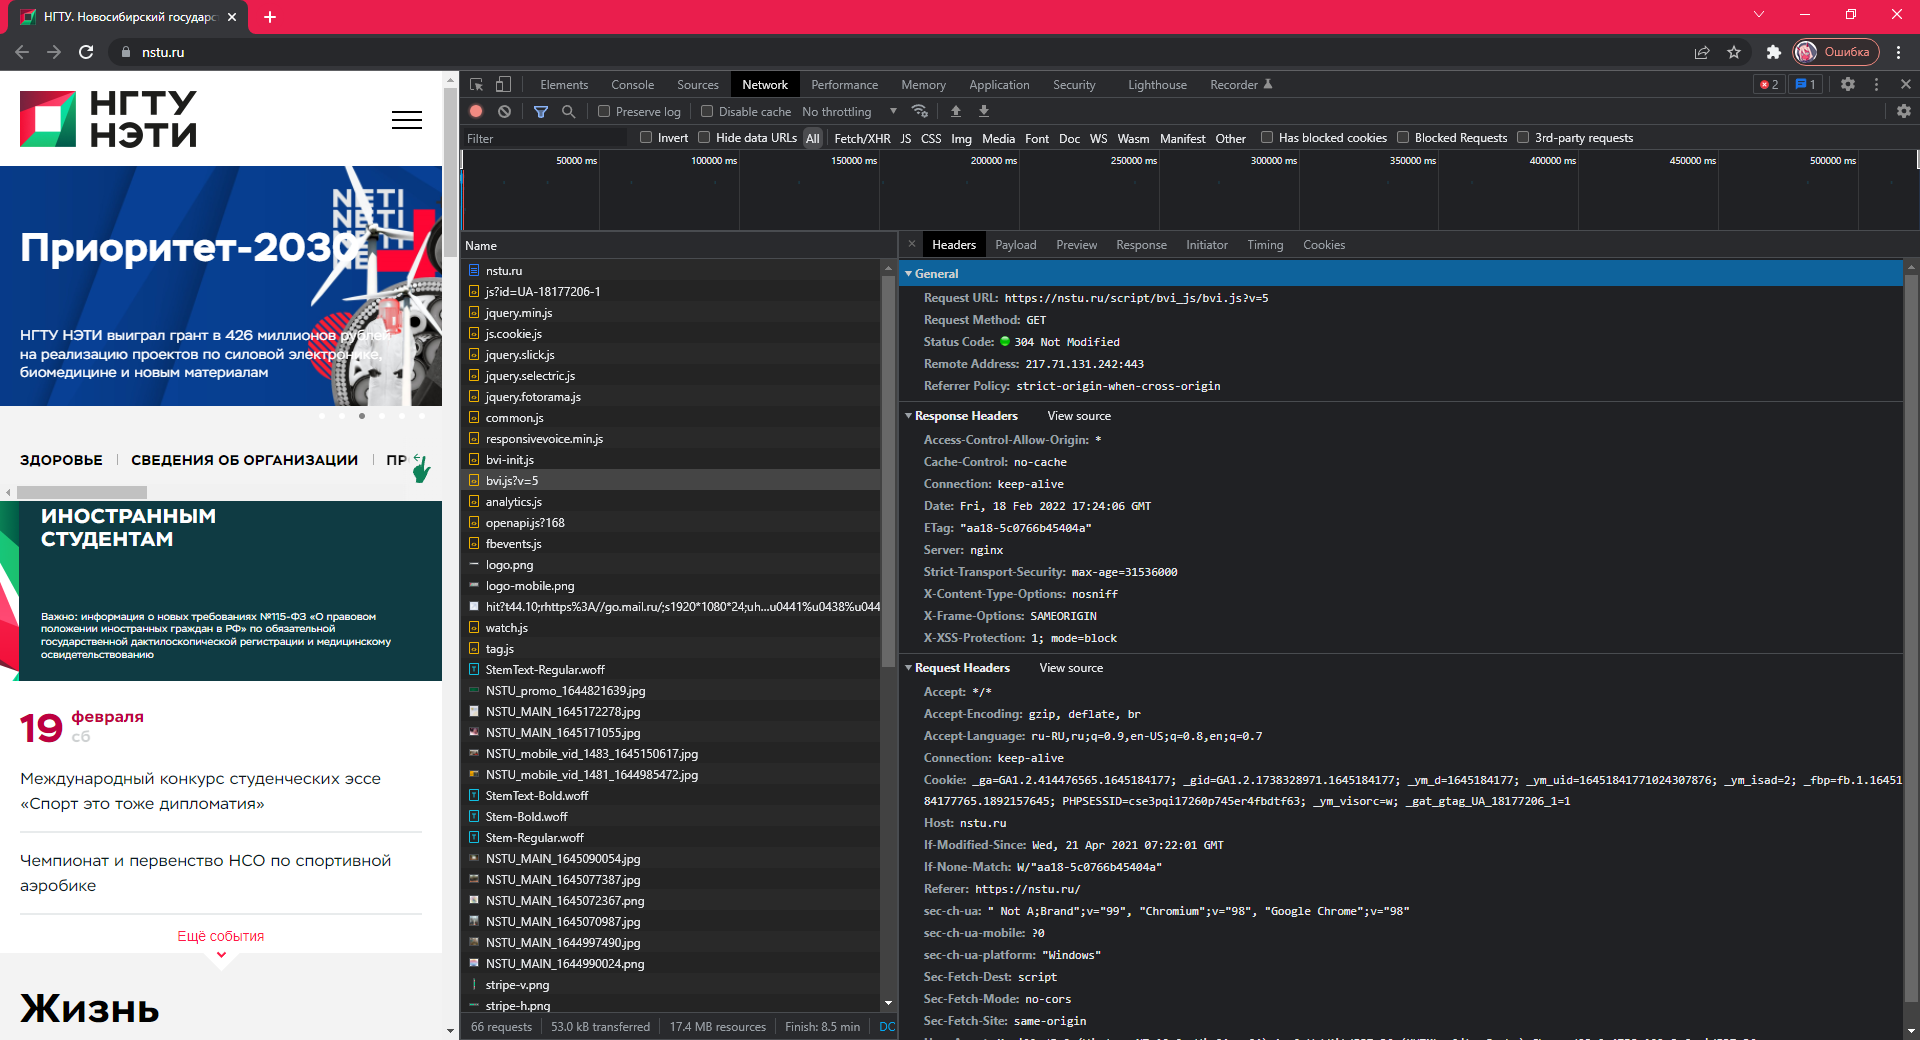 НГТУ. Новосибирский государс
nstu.ru
Ошибка
НГТУ
НЭТИ
NETI
NETI
NETI
NE
Приоритет-2030
НГТУ НЭТИ выиграл грант в 426 миллионов рублей
на реализацию проектов по силовой электронике,
биомедицине и новым материалам
ЗДОРОВЬЕ СВЕДЕНИЯ ОБ ОРГАНИЗАЦИИ ПР
ИНОСТРАННЫМ
СТУДЕНТАМ
Важно: информация о новых требованиях №115-ФЗ «О правовом
положении иностранных граждан в РФ» по обязательной
государственной дактилоскопической регистрации и медицинскому
освидетельствованию
19 февраля
сб
Международный конкурс студенческих эссе
«Спорт это тоже дипломатия»
Чемпионат и первенство НСО по спортивной
аэробике
Ещё события
Жизнь
Elements Console Sources Network Performance Memory Application Security Lighthouse Recorder 2 1
Preserve log Disable cache No throttling
Filter Invert Hide data URLs All Fetch/XHR JS CSS Img Media Font Doc WS Wasm Manifest Other Has blocked cookies Blocked Requests 3rd-party requests
50000 ms 100000 ms 150000 ms 200000 ms 250000 ms 300000 ms 350000 ms 400000 ms 450000 ms 500000 ms
Name
nstu.ru
js?id=UA-18177206-1
jquery.min.js
js.cookie.js
jquery.slick.js
jquery.selectric.js
jquery.fotorama.js
common.js
responsivevoice.min.js
bvi-init.js
bvi.js?v=5
analytics.js
openapi.js?168
fbevents.js
logo.png
logo-mobile.png
hit?t44.10;rhttps%3A//go.mail.ru/;s1920*1080*24;uh...u0441%u0438%u044
watch.js
tag.js
StemText-Regular.woff
NSTU_promo_1644821639.jpg
NSTU_MAIN_1645172278.jpg
NSTU_MAIN_1645171055.jpg
NSTU_mobile_vid_1483_1645150617.jpg
NSTU_mobile_vid_1481_1644985472.jpg
StemText-Bold.woff
Stem-Bold.woff
Stem-Regular.woff
NSTU_MAIN_1645090054.jpg
NSTU_MAIN_1645077387.jpg
NSTU_MAIN_1645072367.png
NSTU_MAIN_1645070987.jpg
NSTU_MAIN_1644997490.jpg
NSTU_MAIN_1644990024.png
stripe-v.png
stripe-h.png
66 requests 53.0 kB transferred 17.4 MB resources Finish: 8.5 min DC
Headers Payload Preview Response Initiator Timing Cookies
General
Request URL: https://nstu.ru/script/bvi_js/bvi.js?v=5
Request Method: GET
Status Code: 304 Not Modified
Remote Address: 217.71.131.242:443
Referrer Policy: strict-origin-when-cross-origin
Response Headers View source
Access-Control-Allow-Origin: *
Cache-Control: no-cache
Connection: keep-alive
Date: Fri, 18 Feb 2022 17:24:06 GMT
ETag: "aa18-5c0766b45404a"
Server: nginx
Strict-Transport-Security: max-age=31536000
X-Content-Type-Options: nosniff
X-Frame-Options: SAMEORIGIN
X-XSS-Protection: 1; mode=block
Request Headers View source
Accept: */*
Accept-Encoding: gzip, deflate, br
Accept-Language: ru-RU,ru;q=0.9,en-US;q=0.8,en;q=0.7
Connection: keep-alive
Cookie: _ga=GA1.2.414476565.1645184177; _gid=GA1.2.1738328971.1645184177; _ym_d=1645184177; _ym_uid=16451841771024307876; _ym_isad=2; _fbp=fb.1.16451
84177765.1892157645; PHPSESSID=cse3pqi17260p745er4fbdtf63; _ym_visorc=w; _gat_gtag_UA_18177206_1=1
Host: nstu.ru
If-Modified-Since: Wed, 21 Apr 2021 07:22:01 GMT
If-None-Match: W/"aa18-5c0766b45404a"
Referer: https://nstu.ru/
sec-ch-ua: " Not A;Brand";v="99", "Chromium";v="98", "Google Chrome";v="98"
sec-ch-ua-mobile: ?0
sec-ch-ua-platform: "Windows"
Sec-Fetch-Dest: script
Sec-Fetch-Mode: no-cors
Sec-Fetch-Site: same-origin